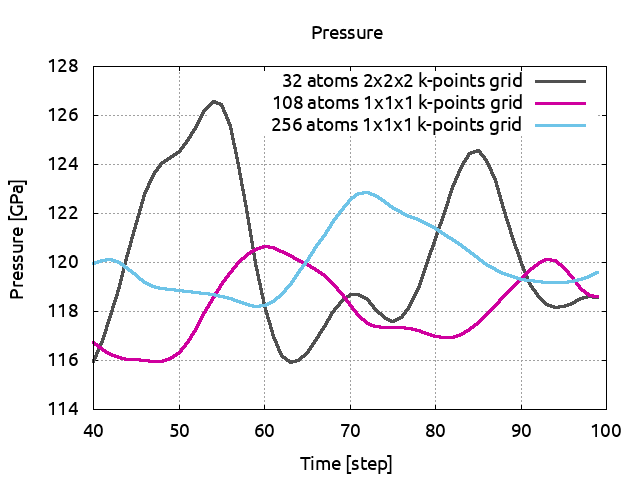 Pressure
32 atoms 2x2x2 k-points grid
108 atoms 1x1x1 k-points grid
256 atoms 1x1x1 k-points grid
Pressure [GPa]
128
126
124
122
120
118
116
114
40 50 60 70 80 90 100
Time [step]